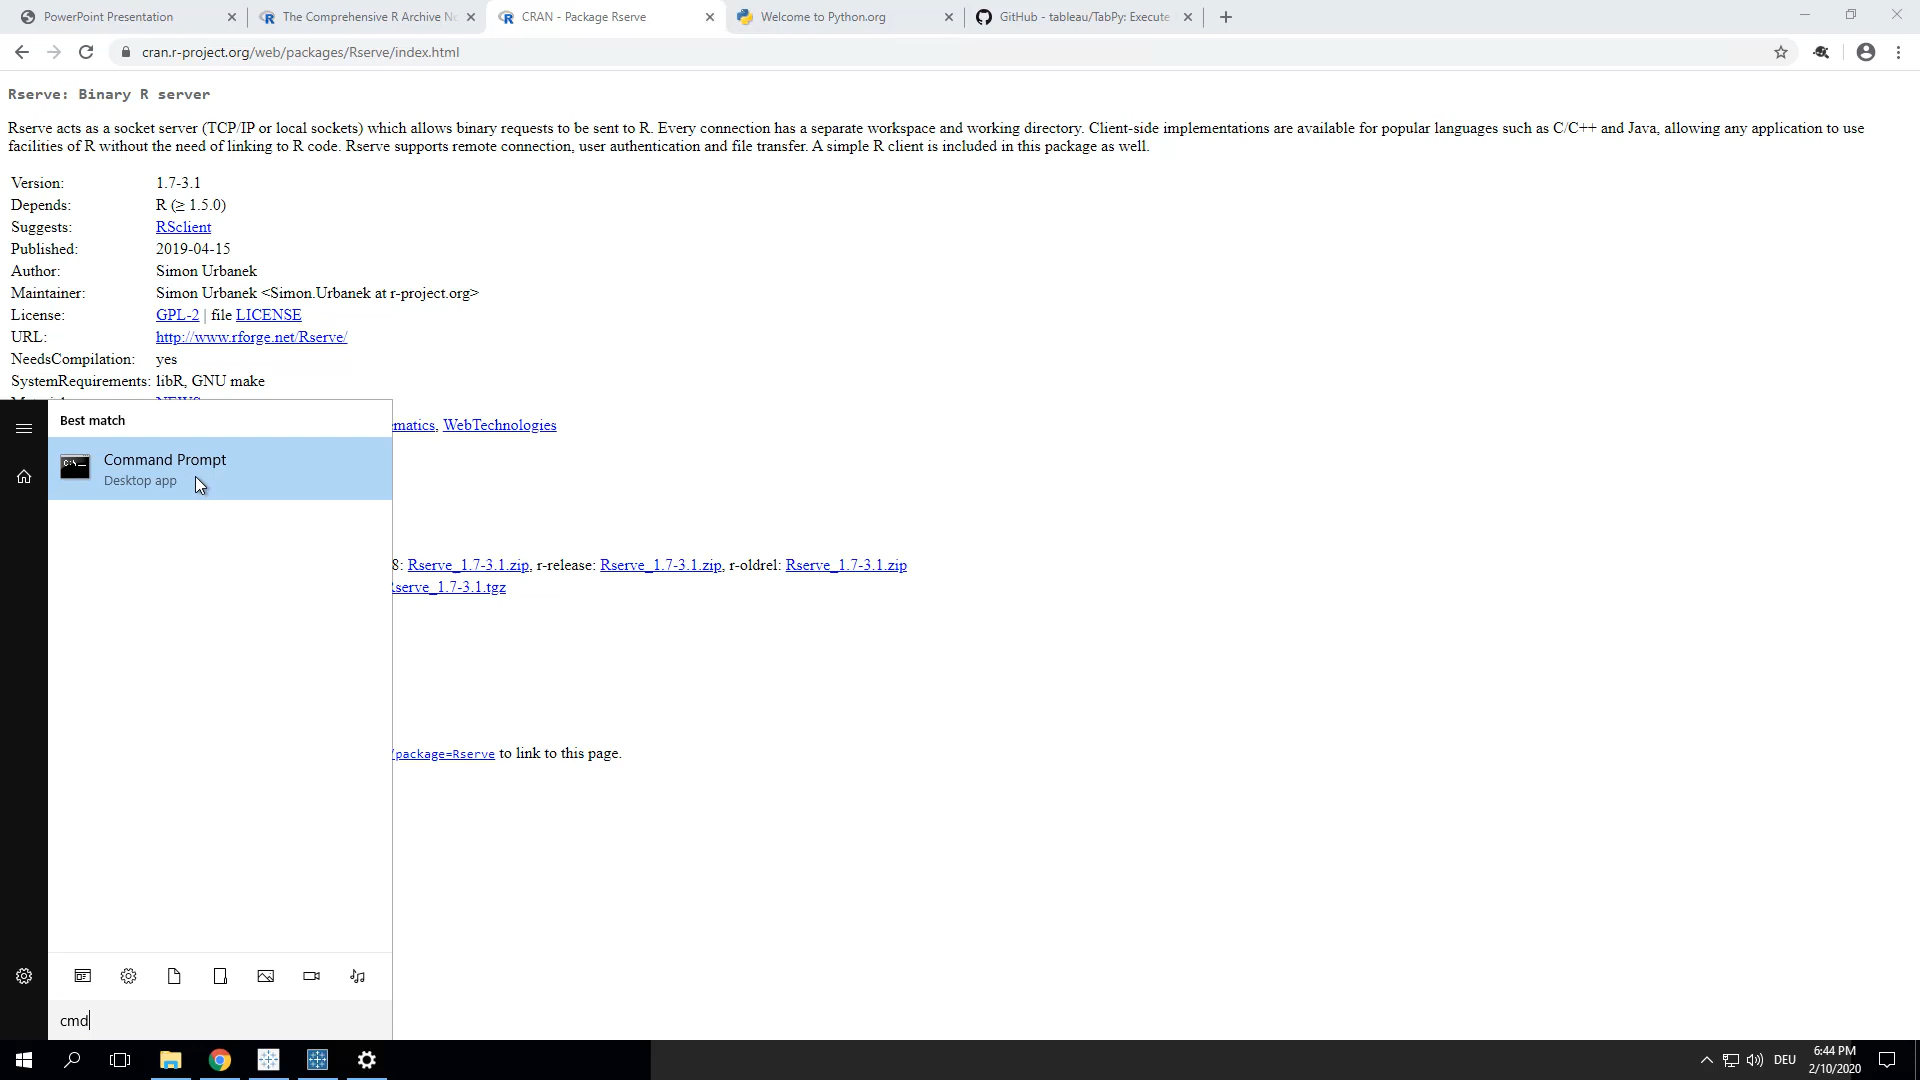 PowerPoint Presentation
The Comprehensive R Archive Ne
CRAN - Package Rserve
Welcome to Python.org
GitHub - tableau/TabPy: Execute
cran.r-project.org/web/packages/Rserve/index.html
Rserve: Binary R server
Rserve acts as a socket server (TCP/IP or local sockets) which allows binary requests to be sent to R. Every connection has a separate workspace and working directory. Client-side implementations are available for popular languages such as C/C++ and Java, allowing any application to use
facilities of R without the need of linking to R code. Rserve supports remote connection, user authentication and file transfer. A simple R client is included in this package as well.
Version: 1.7-3.1
Depends: R (≥ 1.5.0)
Suggests: RSclient
Published: 2019-04-15
Author: Simon Urbanek
Maintainer: Simon Urbanek <Simon.Urbanek at r-project.org>
License: GPL-2 | file LICENSE
URL: http://www.rforge.net/Rserve/
NeedsCompilation: yes
SystemRequirements: libR, GNU make
Best match
ematics, WebTechnologies
Command Prompt
Desktop app
8: Rserve_1.7-3.1.zip, r-release: Rserve_1.7-3.1.zip, r-oldrel: Rserve_1.7-3.1.zip
Rserve_1.7-3.1.tgz
/package=Rserve to link to this page.
cmd
DEU
6:44 PM
2/10/2020